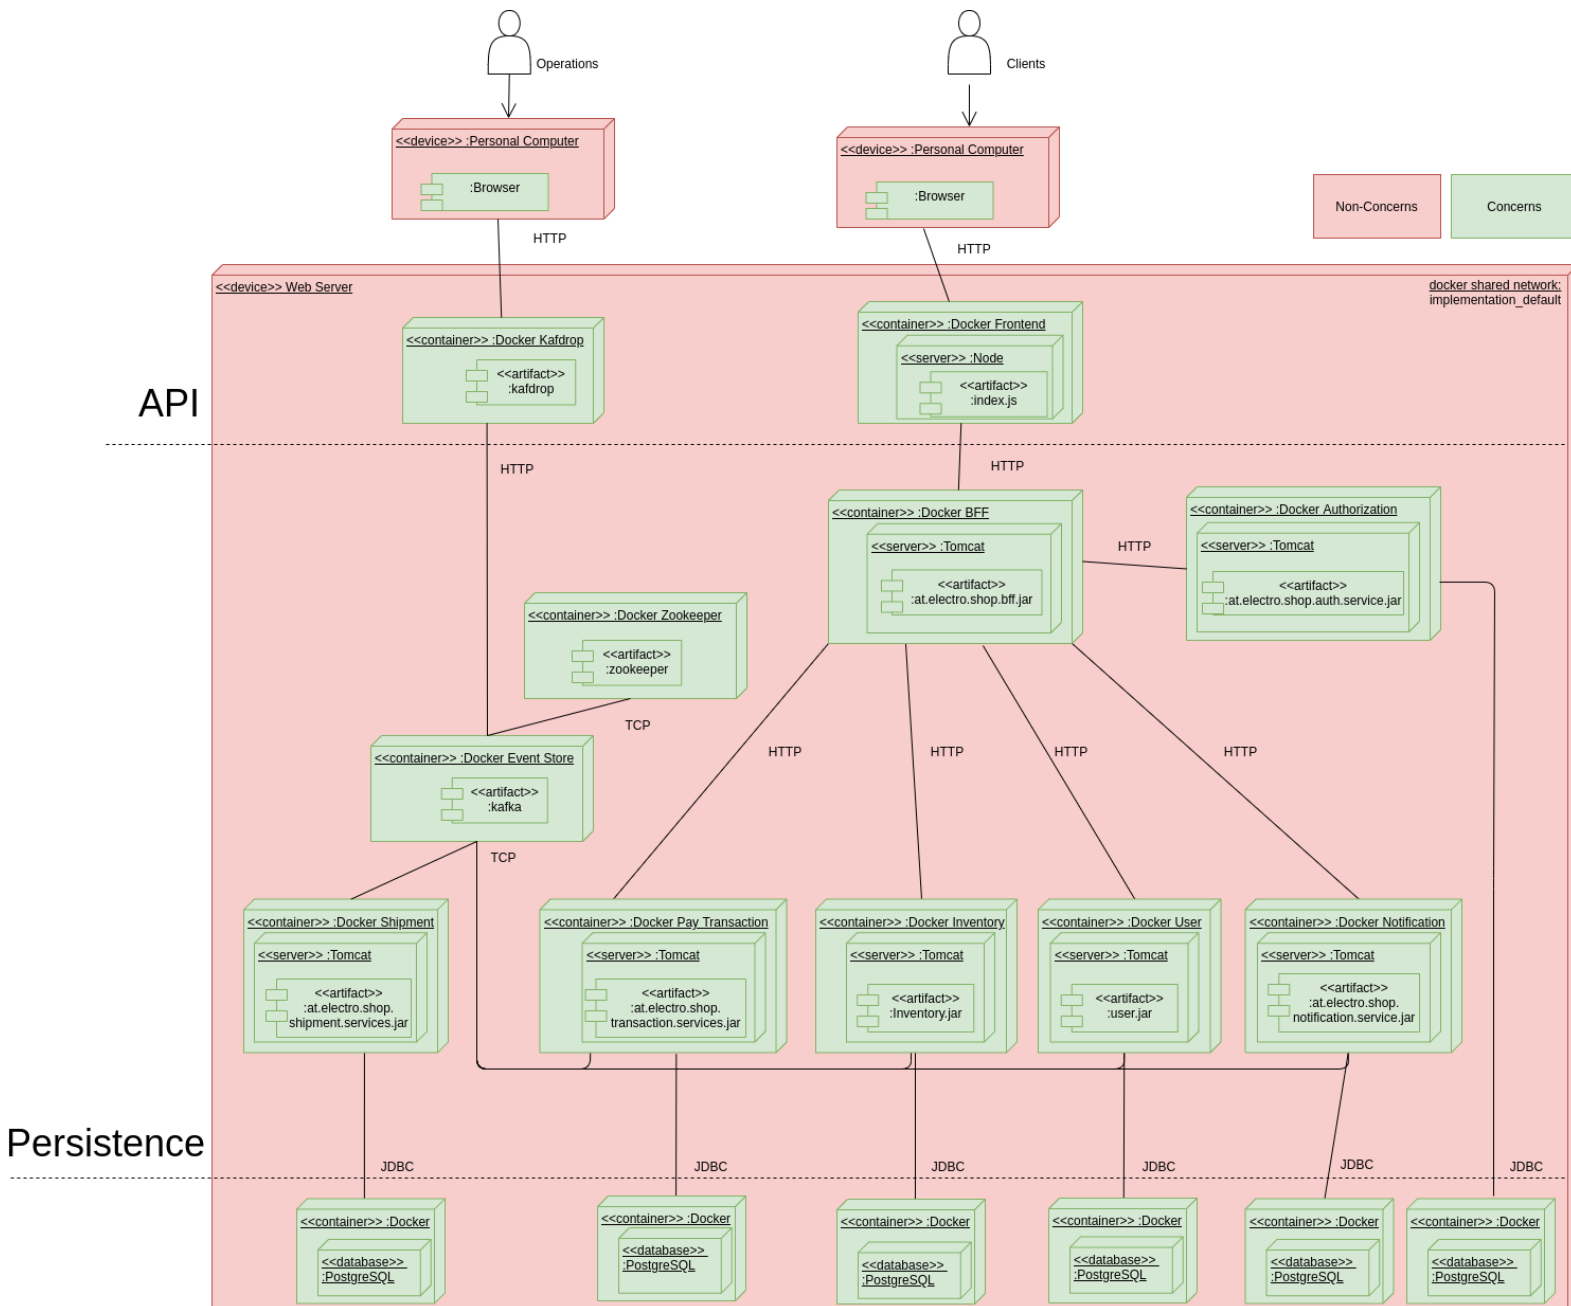 Operations
Clients
<<device>> :Personal Computer
:Browser
<<device>> :Personal Computer
:Browser
Non-Concerns
Concerns
HTTP
HTTP
<<device>> Web Server
docker shared network:
implementation_default
<<container>> :Docker Kafdrop
<<artifact>>
:kafdrop
<<container>> :Docker Frontend
<<server>> :Node
<<artifact>>
:index.js
API
HTTP
HTTP
<<container>> :Docker BFF
<<server>> :Tomcat
<<artifact>>
:at.electro.shop.bff.jar
HTTP
<<container>> :Docker Authorization
<<server>> :Tomcat
<<artifact>>
:at.electro.shop.auth.service.jar
<<container>> :Docker Zookeeper
<<artifact>>
:zookeeper
TCP
<<container>> :Docker Event Store
<<artifact>>
:kafka
TCP
HTTP
HTTP
HTTP
HTTP
<<container>> :Docker Shipment
<<server>> :Tomcat
<<artifact>>
:at.electro.shop.
shipment.services.jar
<<container>> :Docker Pay Transaction
<<server>> :Tomcat
<<artifact>>
:at.electro.shop.
transaction.services.jar
<<container>> :Docker Inventory
<<server>> :Tomcat
<<artifact>>
:Inventory.jar
<<container>> :Docker User
<<server>> :Tomcat
<<artifact>>
:user.jar
<<container>> :Docker Notification
<<server>> :Tomcat
<<artifact>>
:at.electro.shop.
notification.service.jar
Persistence
JDBC
JDBC
JDBC
JDBC
JDBC
JDBC
<<container>> :Docker
<<database>>
:PostgreSQL
<<container>> :Docker
<<database>>
:PostgreSQL
<<container>> :Docker
<<database>>
:PostgreSQL
<<container>> :Docker
<<database>>
:PostgreSQL
<<container>> :Docker
<<database>>
:PostgreSQL
<<container>> :Docker
<<database>>
:PostgreSQL